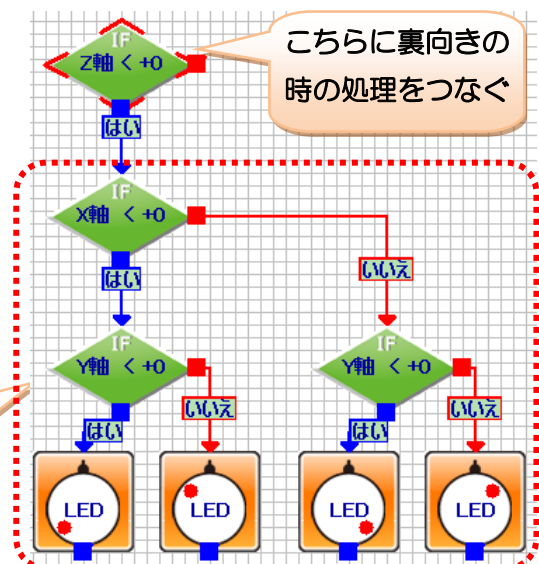 IF
Z軸 < +0
こちらに裏向きの
時の処理をつなぐ
はい
IF
X軸 < +0
はい
いいえ
IF
Y軸 < +0
IF
Y軸 < +0
はい
いいえ
はい
いいえ
LED
LED
LED
LED